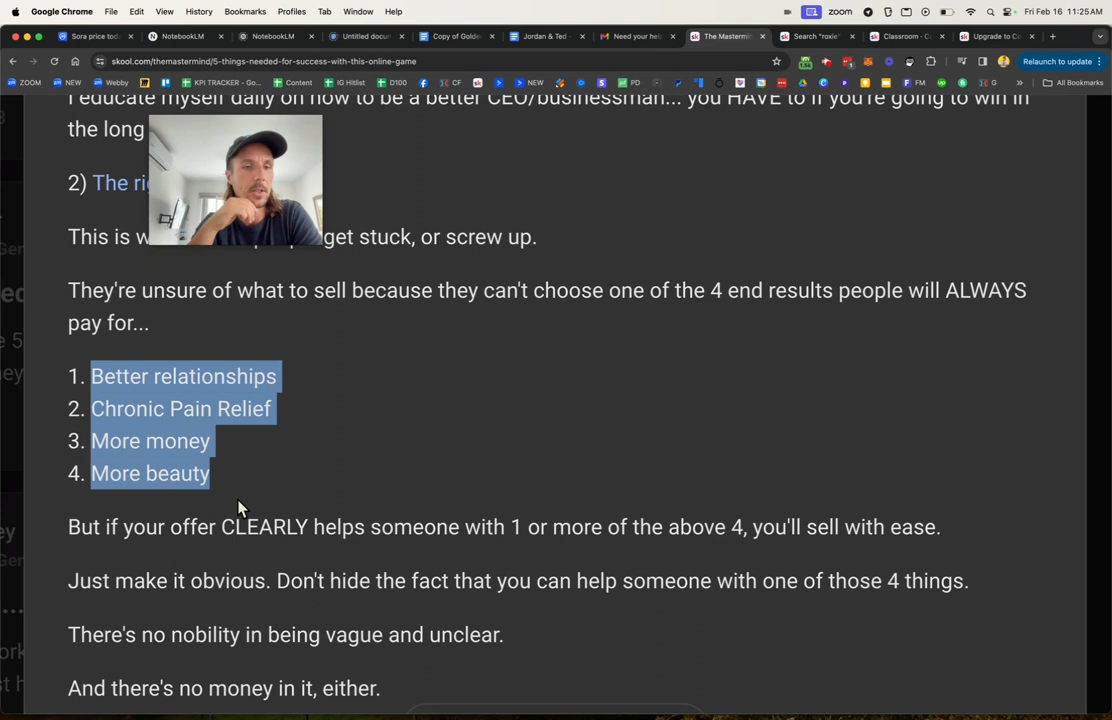 Google Chrome File Edit View History Bookmarks Profiles Tab Window Help zoom Fri Feb 16 11:25AM
Sora price toda NotebookLM NotebookLM Untitled docum Copy of Golde Jordan & Ted - Need your help The Mastermind Search "roxie" Classroom - C Upgrade to Ca
skool.com/themastermind/5-things-needed-for-success-with-this-online-game Relaunch to update
ZOOM NEW Webby KPI TRACKER - Go... Content IG Hitlist D100 CF NEW PD FM G All Bookmarks
I educate myself daily on how to be a better CEO/businessman... you HAVE to if you're going to win in
the long
2) The ri
This is w get stuck, or screw up.
They're unsure of what to sell because they can't choose one of the 4 end results people will ALWAYS
pay for...
1. Better relationships
2. Chronic Pain Relief
3. More money
4. More beauty
But if your offer CLEARLY helps someone with 1 or more of the above 4, you'll sell with ease.
Just make it obvious. Don't hide the fact that you can help someone with one of those 4 things.
There's no nobility in being vague and unclear.
And there's no money in it, either.